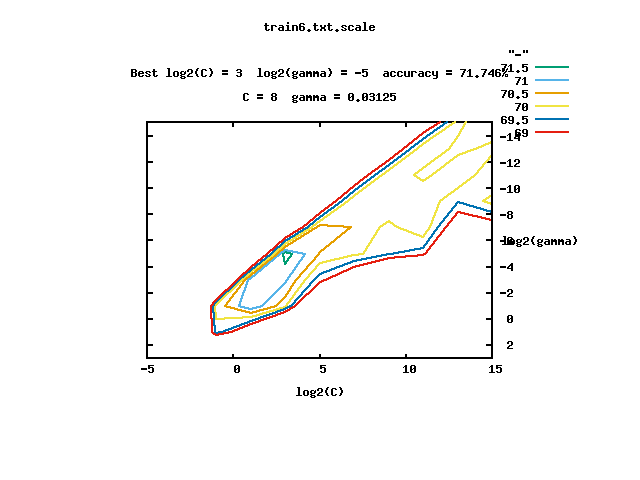 train6.txt.scale
"-"
Best log2(C) = 3  log2(gamma) = -5  accuracy = 71.746%
71.5
71
C = 8  gamma = 0.03125
70.5
70
69.5
69
-14
-12
-10
-8
-6
log2(gamma)
-4
-2
0
2
-5 0 5 10 15
log2(C)